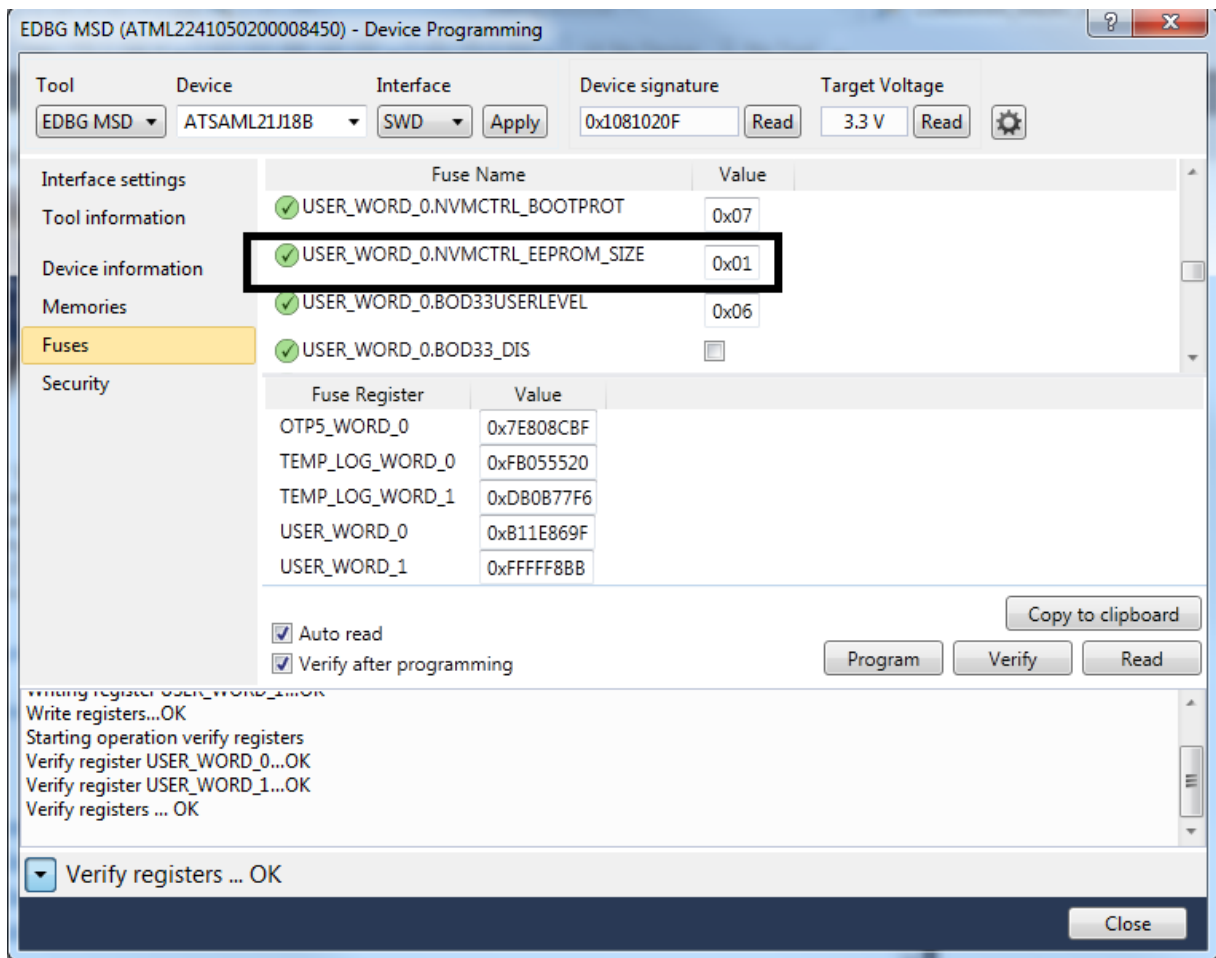 EDBG MSD (ATML2241050200008450) - Device Programming
?
X
Tool Device Interface Device signature Target Voltage
EDBG MSD ATSAML21J18B SWD Apply 0x1081020F Read 3.3 V Read
Interface settings
Tool information
Device information
Memories
Fuses
Security
Fuse Name Value
USER_WORD_0.NVMCTRL_BOOTPROT 0x07
USER_WORD_0.NVMCTRL_EEPROM_SIZE 0x01
USER_WORD_0.BOD33USERLEVEL 0x06
USER_WORD_0.BOD33_DIS
Fuse Register Value
OTP5_WORD_0 0x7E808CBF
TEMP_LOG_WORD_0 0xFB055520
TEMP_LOG_WORD_1 0xDB0B77F6
USER_WORD_0 0xB11E869F
USER_WORD_1 0xFFFFF8BB
Copy to clipboard
Auto read
Verify after programming
Program Verify Read
Writing register USER_WORD_1...OK
Write registers...OK
Starting operation verify registers
Verify register USER_WORD_0...OK
Verify register USER_WORD_1...OK
Verify registers ... OK
Verify registers ... OK
Close